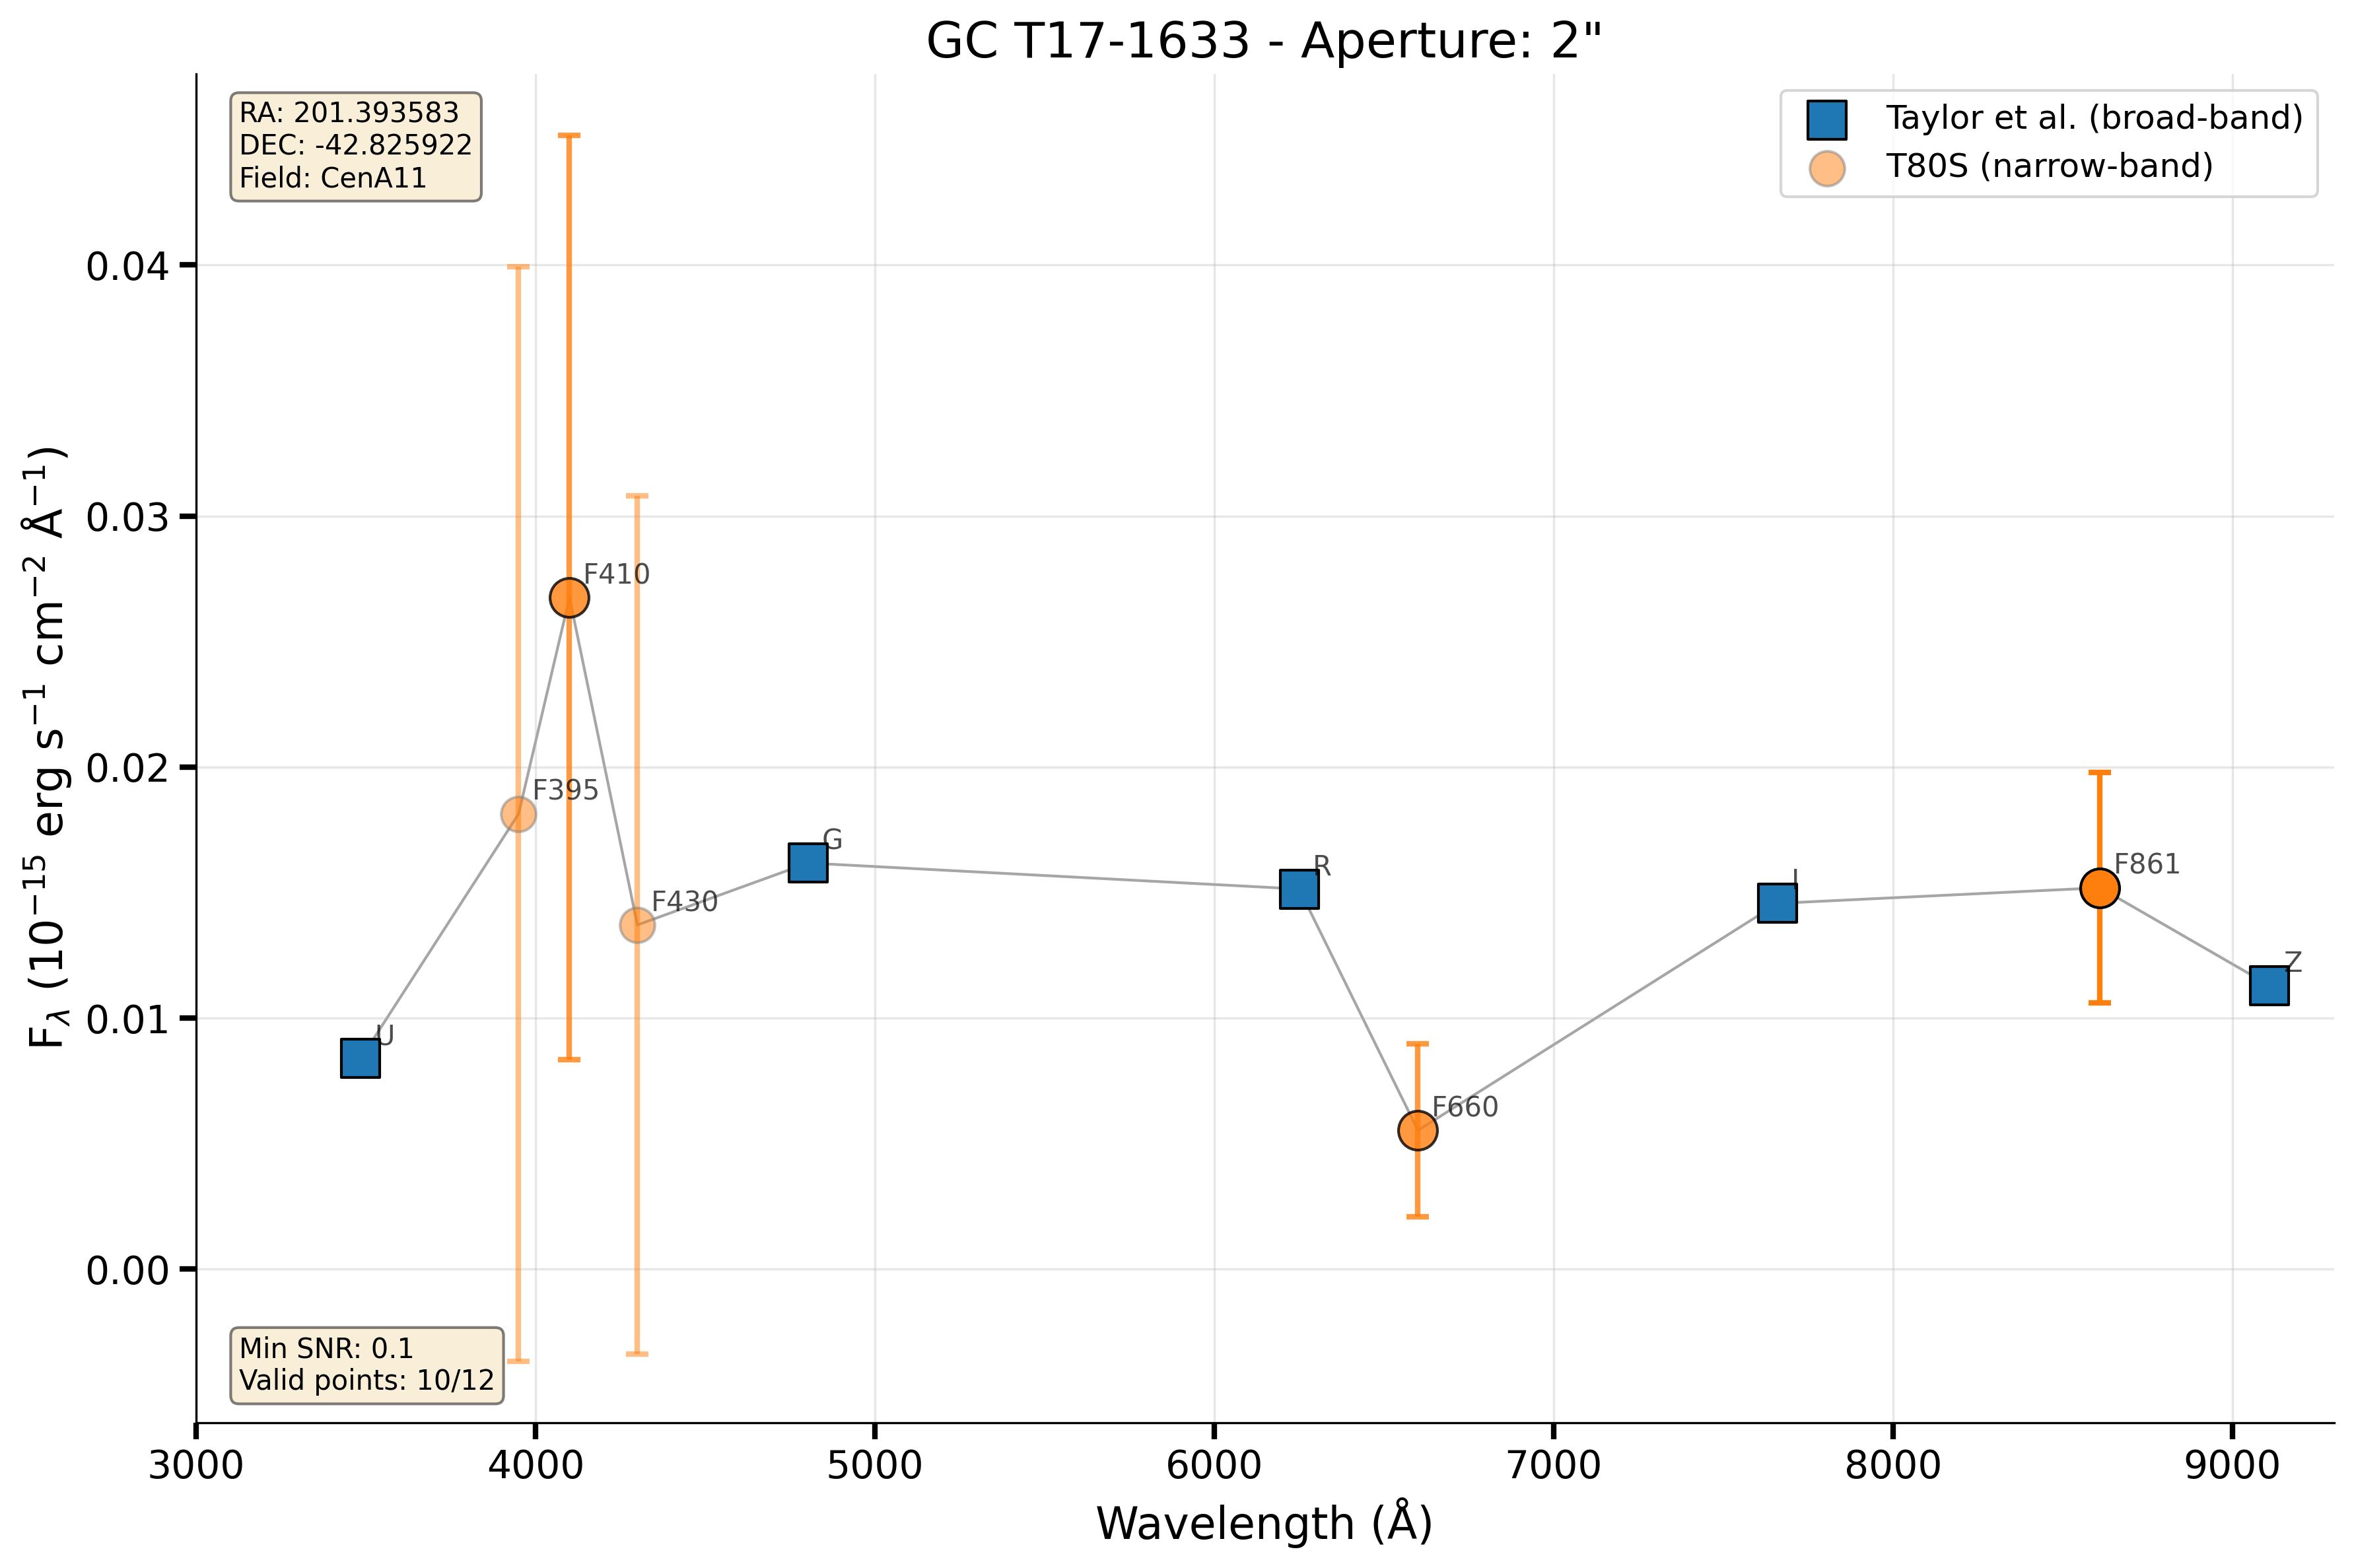 GC T17-1633 - Aperture: 2"
RA: 201.393583
DEC: -42.825922
Field: CenA11
Taylor et al. (broad-band)
T80S (narrow-band)
F$_{\lambda}$ (10$^{-15}$ erg s$^{-1}$ cm$^{-2}$ Å$^{-1}$)
0.04
0.03
0.02
0.01
0.00
U
F395
F410
F430
G
R
F660
I
F861
Z
Min SNR: 0.1
Valid points: 10/12
3000 4000 5000 6000 7000 8000 9000
Wavelength (Å)